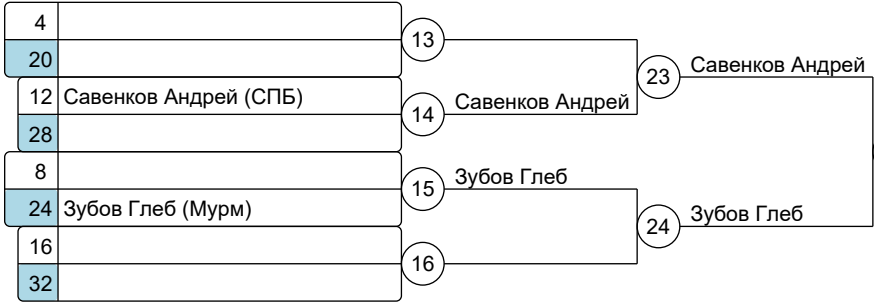 4
13
20
23 Савенков Андрей
12 Савенков Андрей (СПБ)
14 Савенков Андрей
28
8
15 Зубов Глеб
24 Зубов Глеб (Мурм)
24 Зубов Глеб
16
16
32